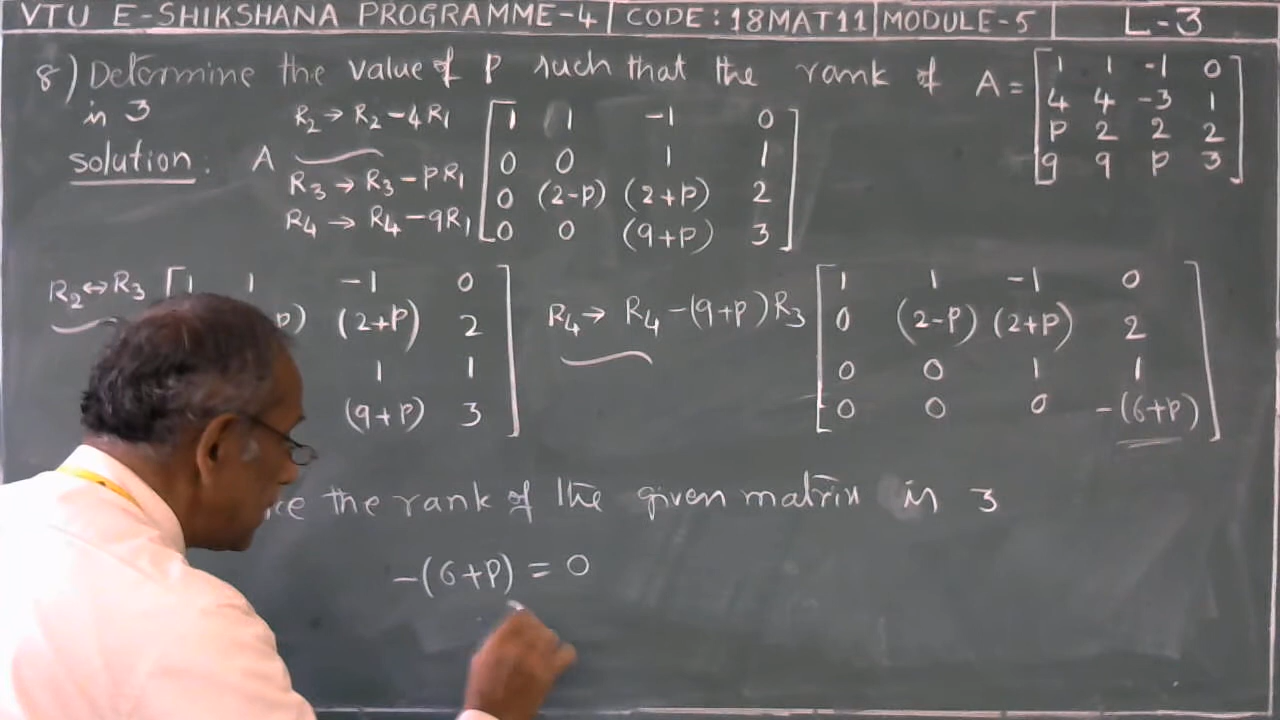 VTU E-SHIKSHANA PROGRAMME-4 | CODE: 18MAT11 | MODULE-5 | L-3
8) Determine the value of P such that the rank of A = [ 1 1 -1 0
4 4 -3 1
P 2 2 2
9 9 P 3 ]
is 3
solution: A
R2 → R2 - 4R1
R3 → R3 - PR1
R4 → R4 - 9R1
[ 1 1 -1 0
0 0 1 1
0 (2-P) (2+P) 2
0 0 (9+P) 3 ]
R2 ↔ R3 [ 1 1 -1 0
P) (2+P) 2
1 1
(9+P) 3 ]
R4 → R4 - (9+P) R3 [ 1 1 -1 0
0 (2-P) (2+P) 2
0 0 1 1
0 0 0 -(6+P) ]
the rank of the given matrix is 3
-(6+P) = 0